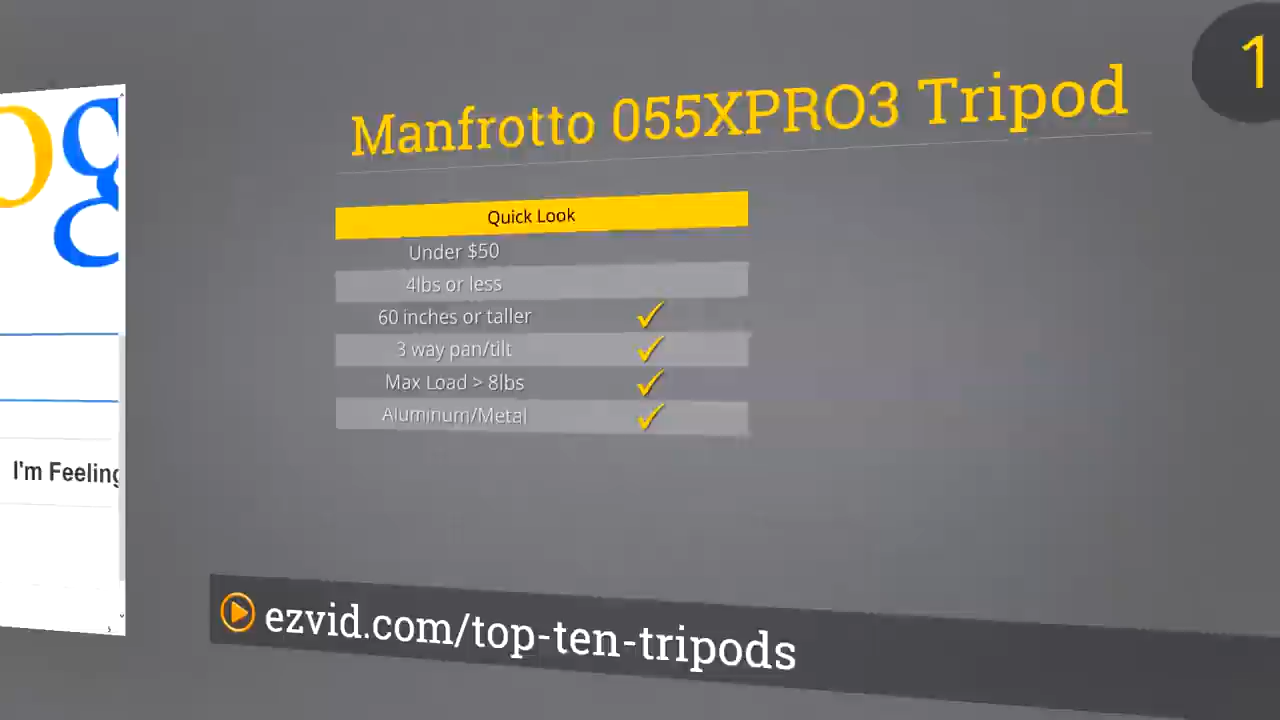 Manfrotto 055XPRO3 Tripod
1
Quick Look
Under $50
4lbs or less
60 inches or taller
3 way pan/tilt
Max Load > 8lbs
Aluminum/Metal
og
I'm Feeling
ezvid.com/top-ten-tripods